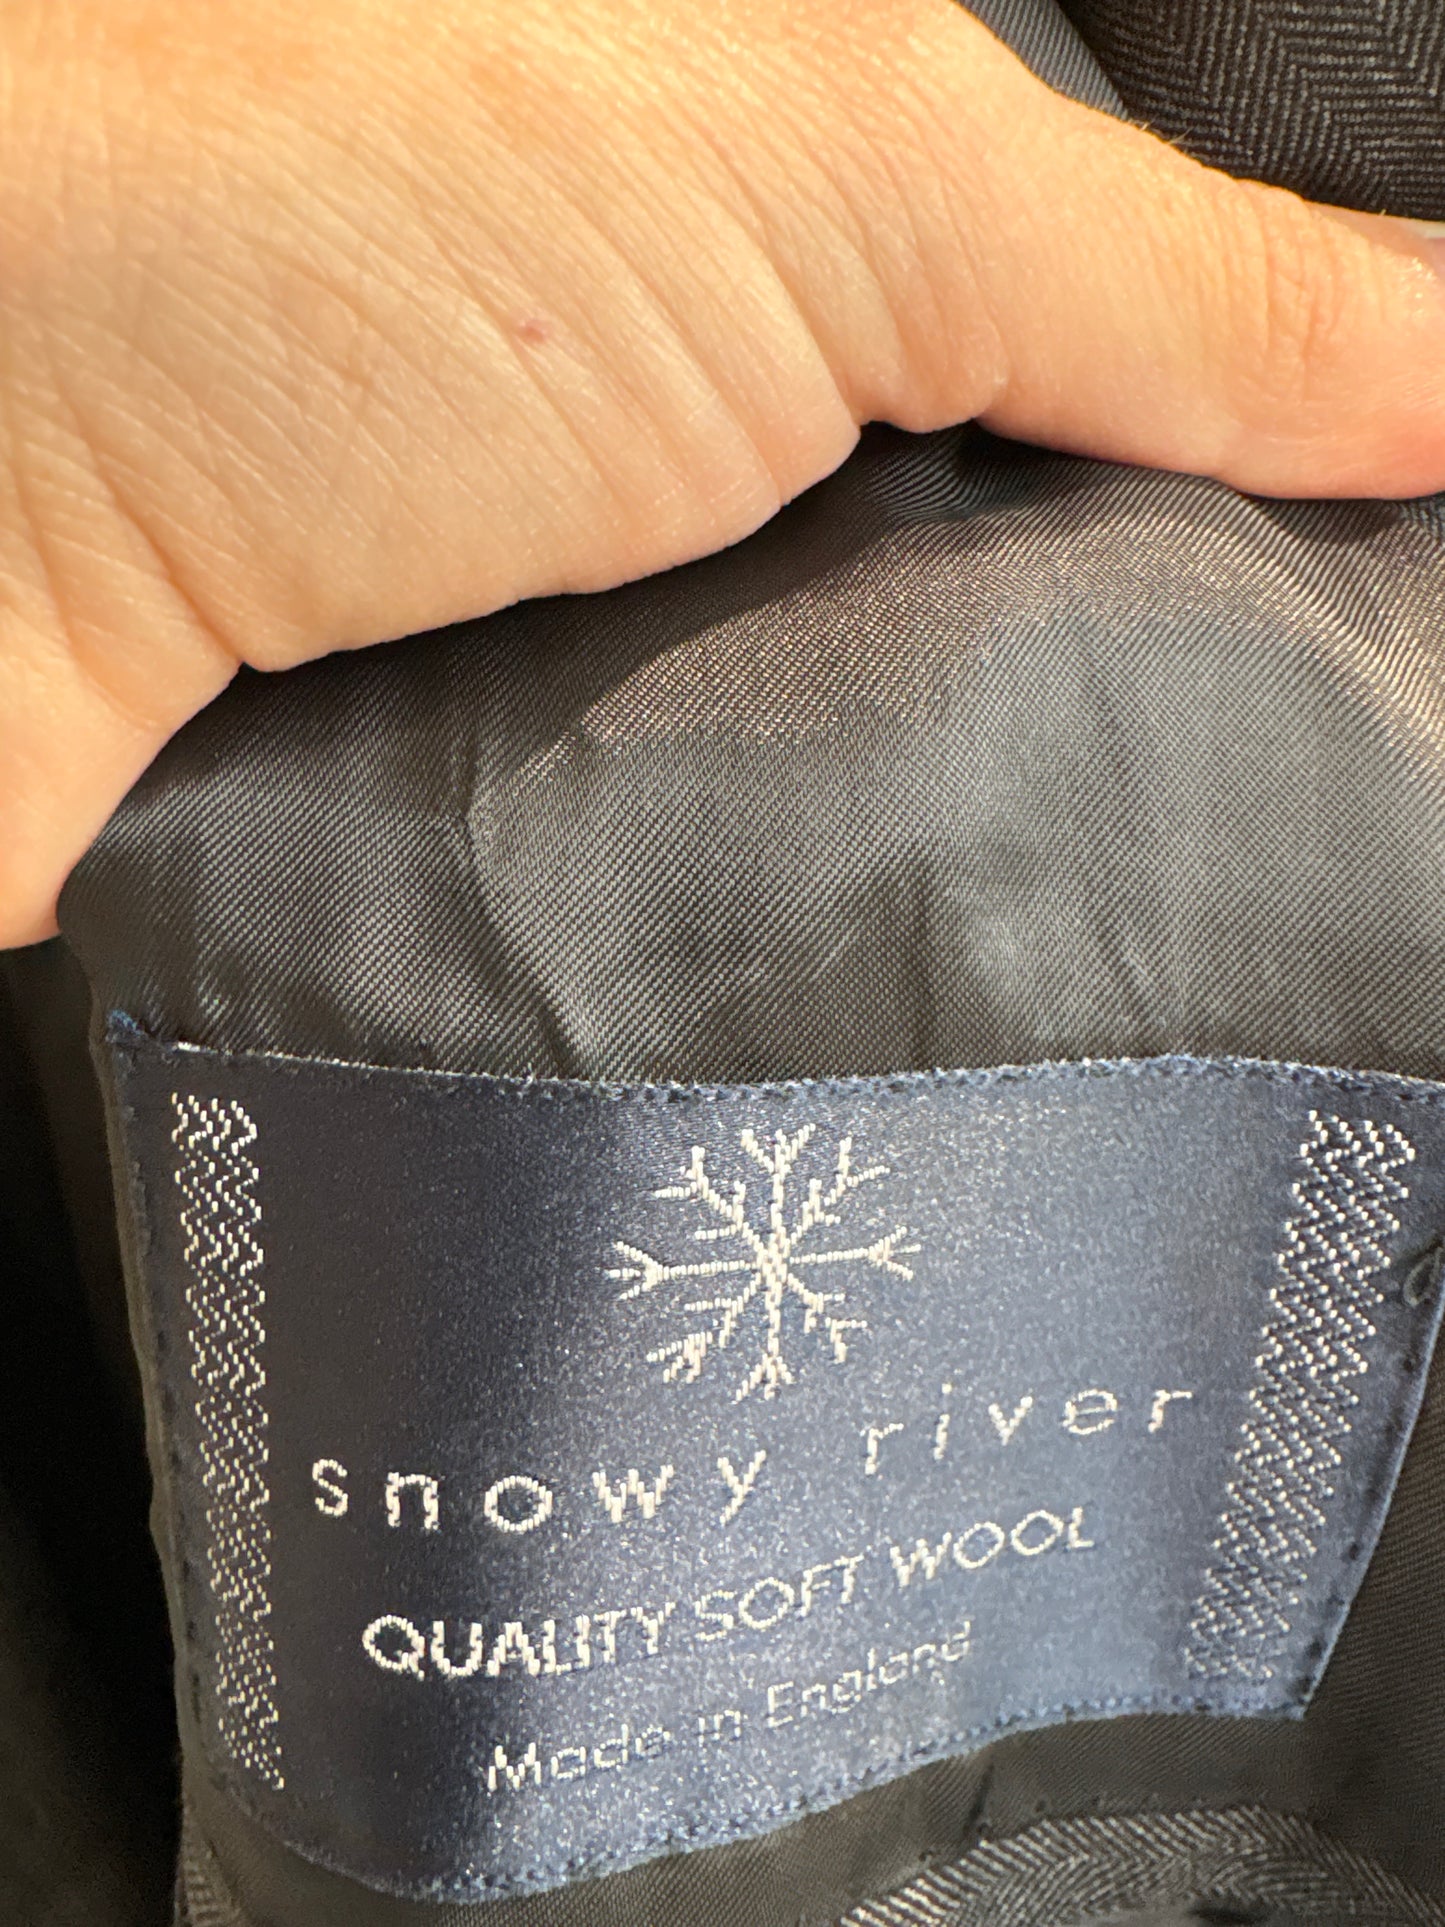 snowy river
QUALITY SOFT WOOL
Made in England